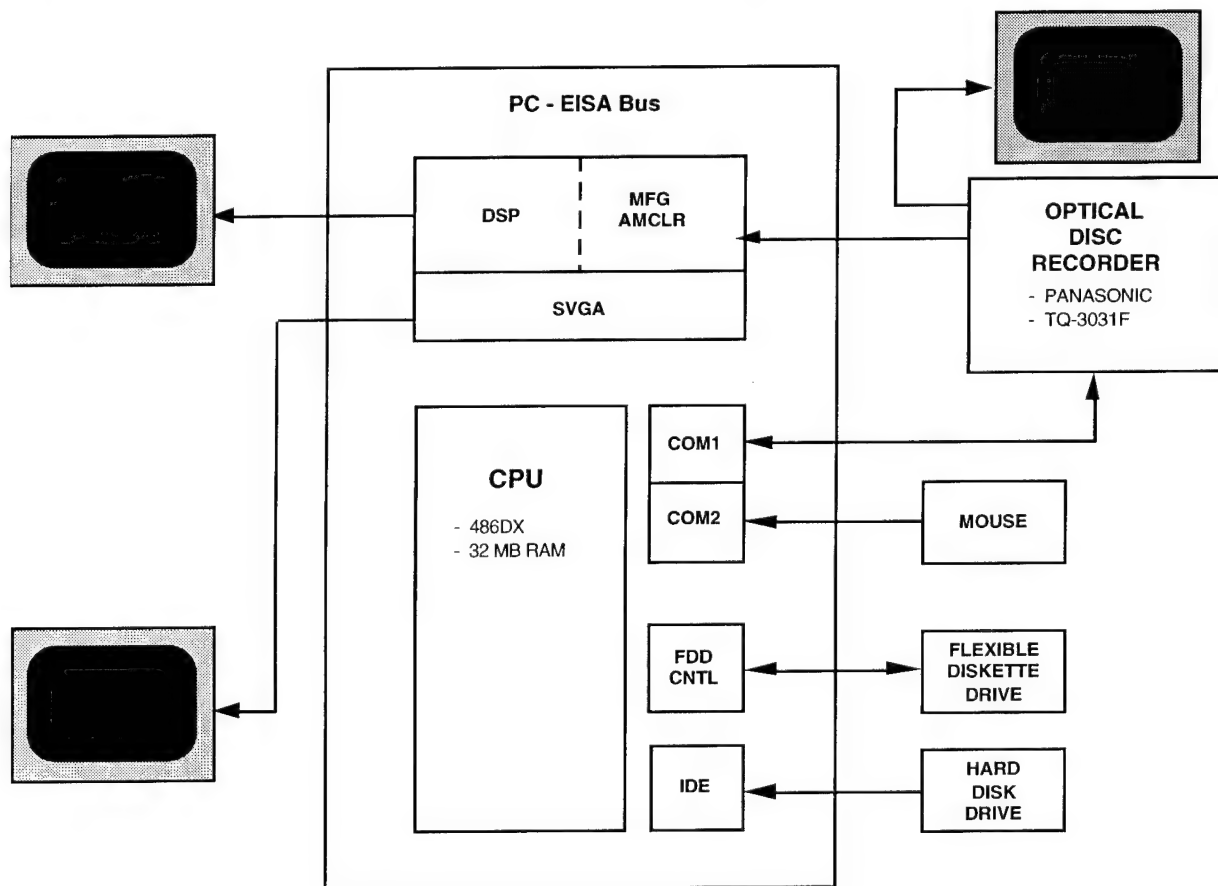 PC - EISA Bus
DSP
MFG
AMCLR
SVGA
OPTICAL
DISC
RECORDER
- PANASONIC
- TQ-3031F
CPU
- 486DX
- 32 MB RAM
COM1
COM2
MOUSE
FDD
CNTL
FLEXIBLE
DISKETTE
DRIVE
IDE
HARD
DISK
DRIVE